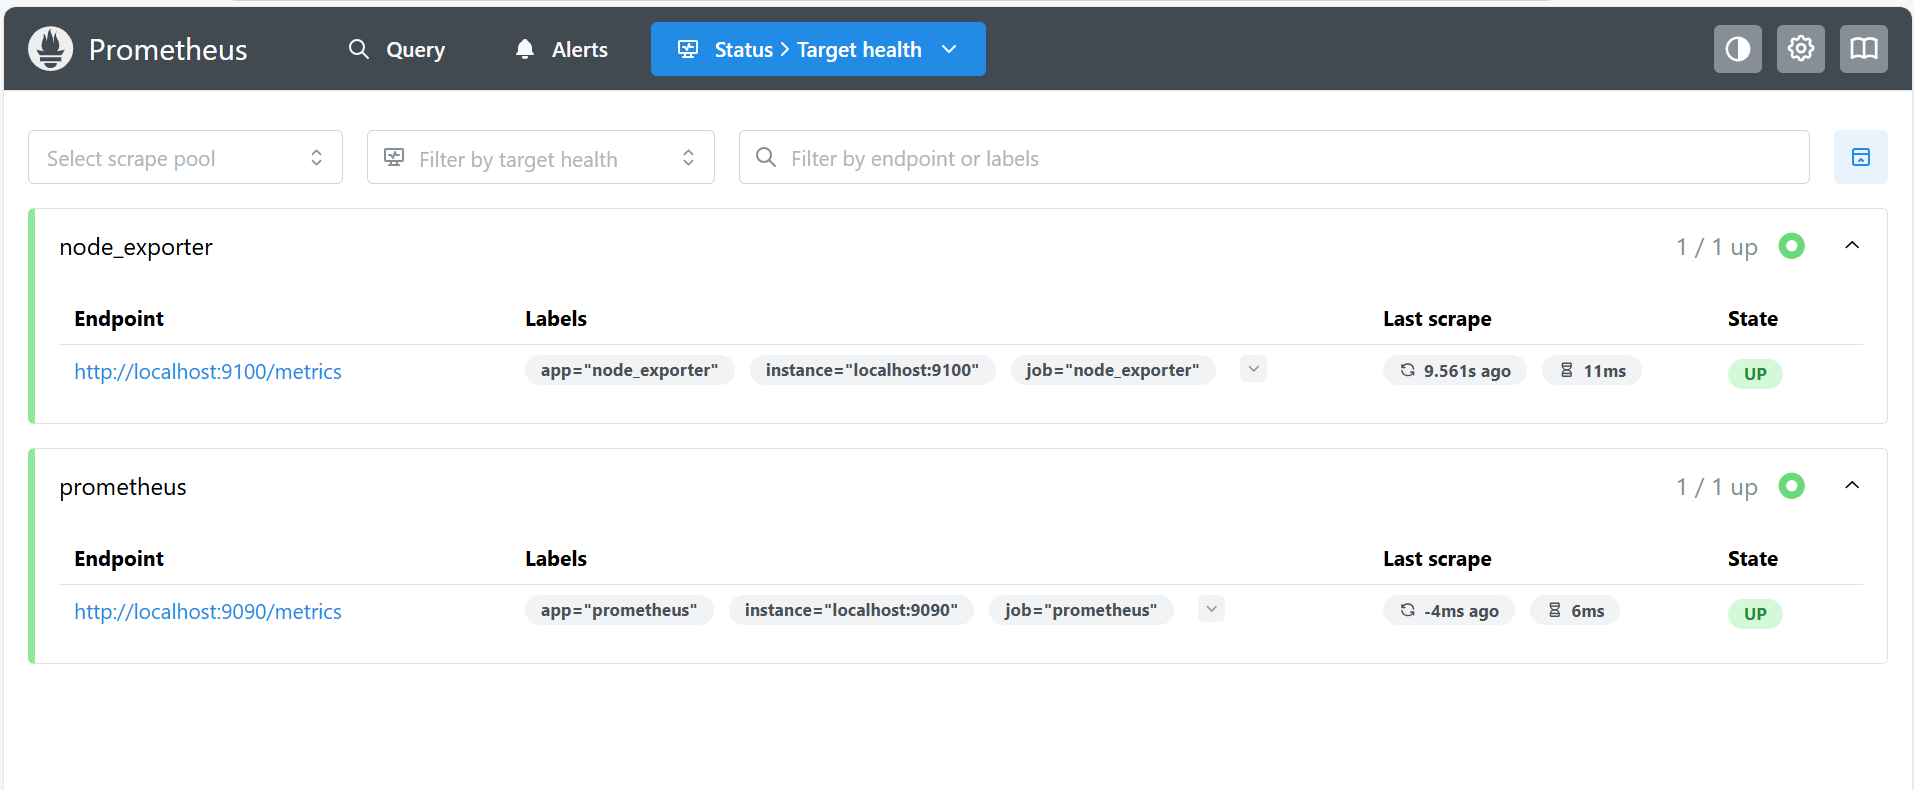 Prometheus Query Alerts Status > Target health
Select scrape pool Filter by target health Filter by endpoint or labels
node_exporter 1 / 1 up
Endpoint Labels Last scrape State
http://localhost:9100/metrics app="node_exporter" instance="localhost:9100" job="node_exporter" 9.561s ago 11ms UP
prometheus 1 / 1 up
Endpoint Labels Last scrape State
http://localhost:9090/metrics app="prometheus" instance="localhost:9090" job="prometheus" -4ms ago 6ms UP